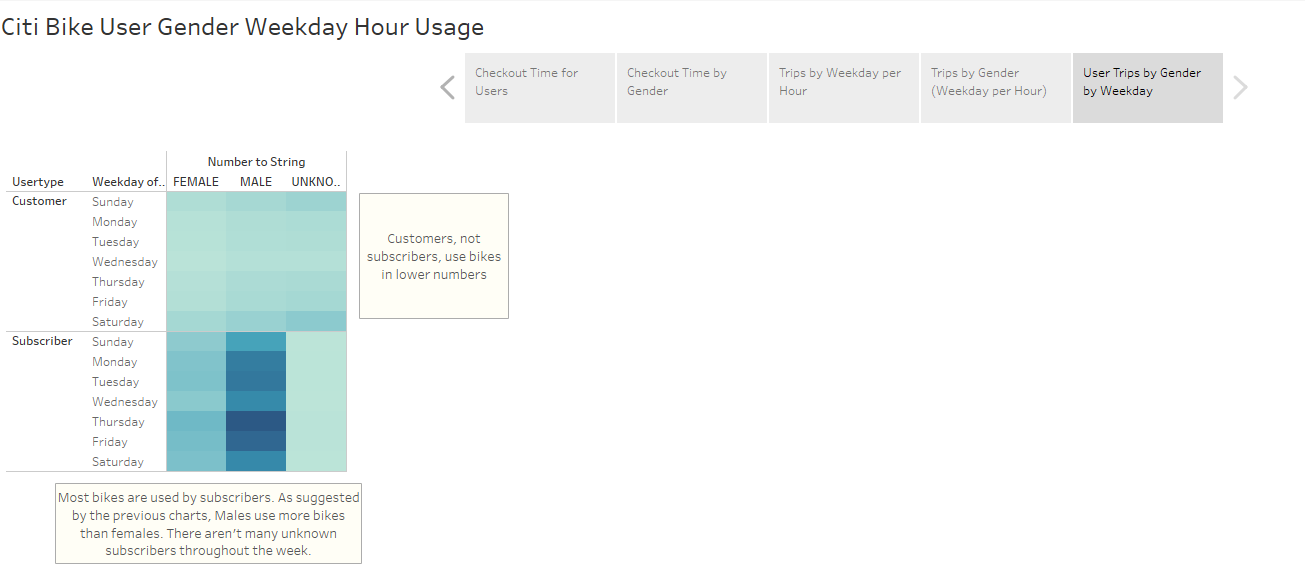 Citi Bike User Gender Weekday Hour Usage
Checkout Time for
Users
Checkout Time by
Gender
Trips by Weekday per
Hour
Trips by Gender
(Weekday per Hour)
User Trips by Gender
by Weekday
Number to String
Usertype Weekday of.. FEMALE MALE UNKNO..
Customer Sunday
Monday
Tuesday
Wednesday
Thursday
Friday
Saturday
Subscriber Sunday
Monday
Tuesday
Wednesday
Thursday
Friday
Saturday
Customers, not
subscribers, use bikes
in lower numbers
Most bikes are used by subscribers. As suggested
by the previous charts, Males use more bikes
than females. There aren't many unknown
subscribers throughout the week.